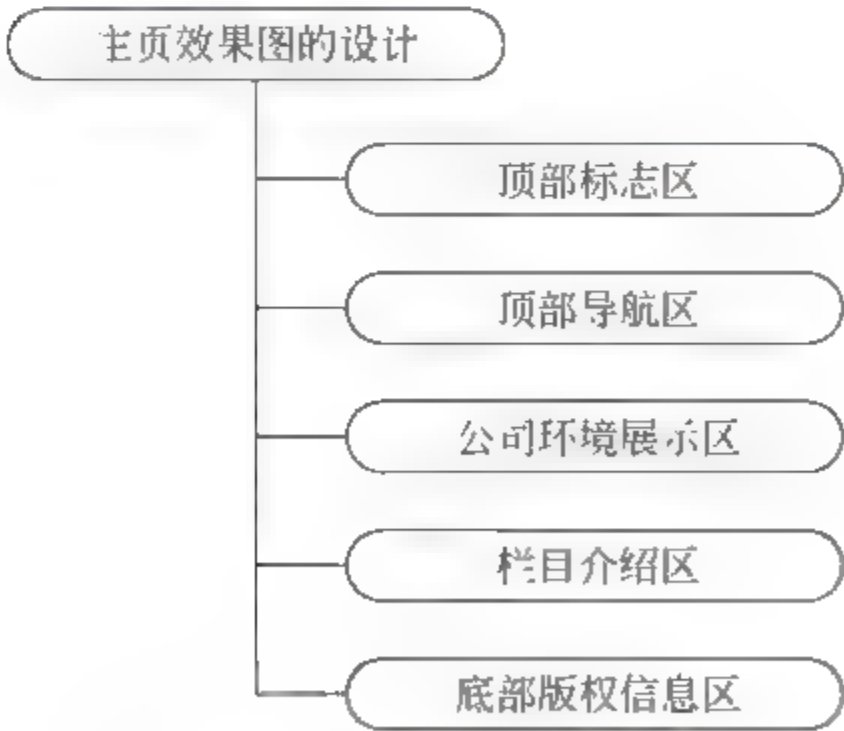 主页效果图的设计
顶部标志区
顶部导航区
公司环境展示区
栏目介绍区
底部版权信息区